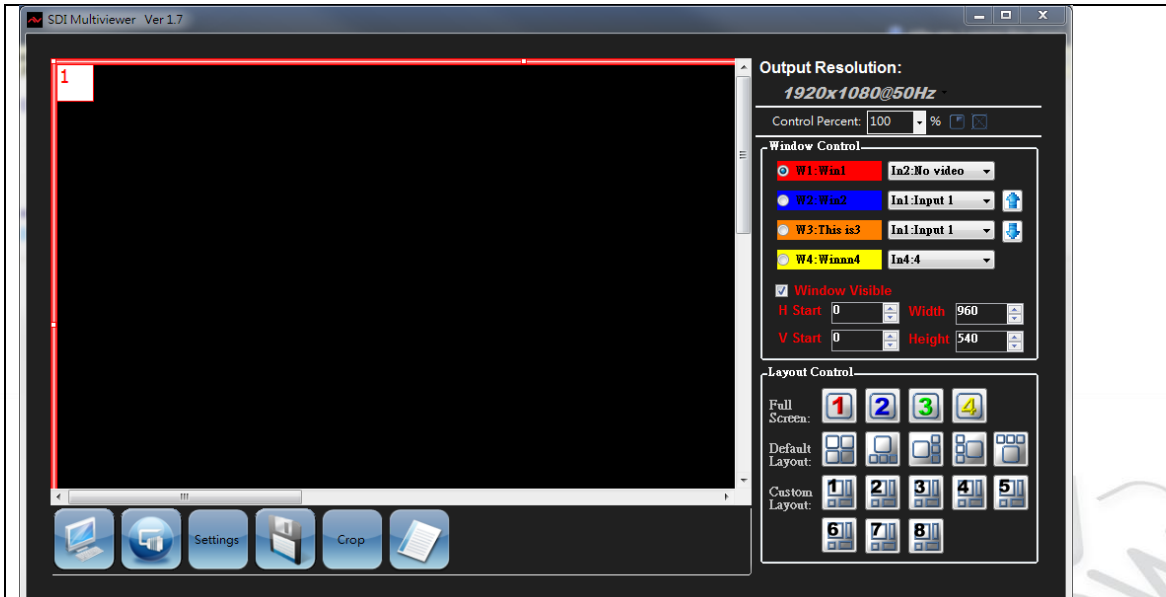 SDI Multiviewer Ver 1.7
1
Output Resolution:
1920x1080@50Hz
Control Percent: 100 %
Window Control
W1:Win1 In2:No video
W2:Win2 In1:Input 1
W3:This is3 In1:Input 1
W4:Winnn4 In4:4
Window Visible
H Start 0 Width 960
V Start 0 Height 540
Layout Control
Full
Screen: 1 2 3 4
Default
Layout:
Custom
Layout: 1 2 3 4 5
6 7 8
Settings Crop